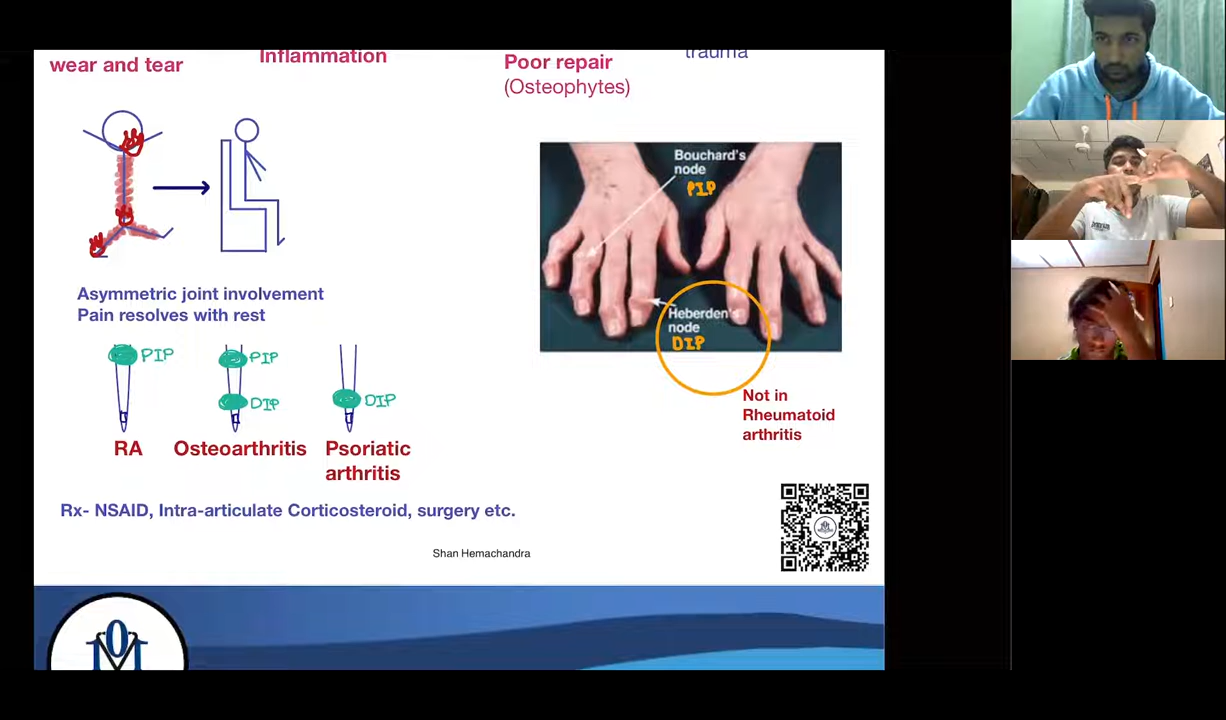 wear and tear
Inflammation
Poor repair
(Osteophytes)
trauma
Bouchard's
node
PIP
Heberden's
node
DIP
Not in
Rheumatoid
arthritis
Asymmetric joint involvement
Pain resolves with rest
PIP
PIP
DIP
DIP
RA
Osteoarthritis
Psoriatic
arthritis
Rx- NSAID, Intra-articulate Corticosteroid, surgery etc.
Shan Hemachandra